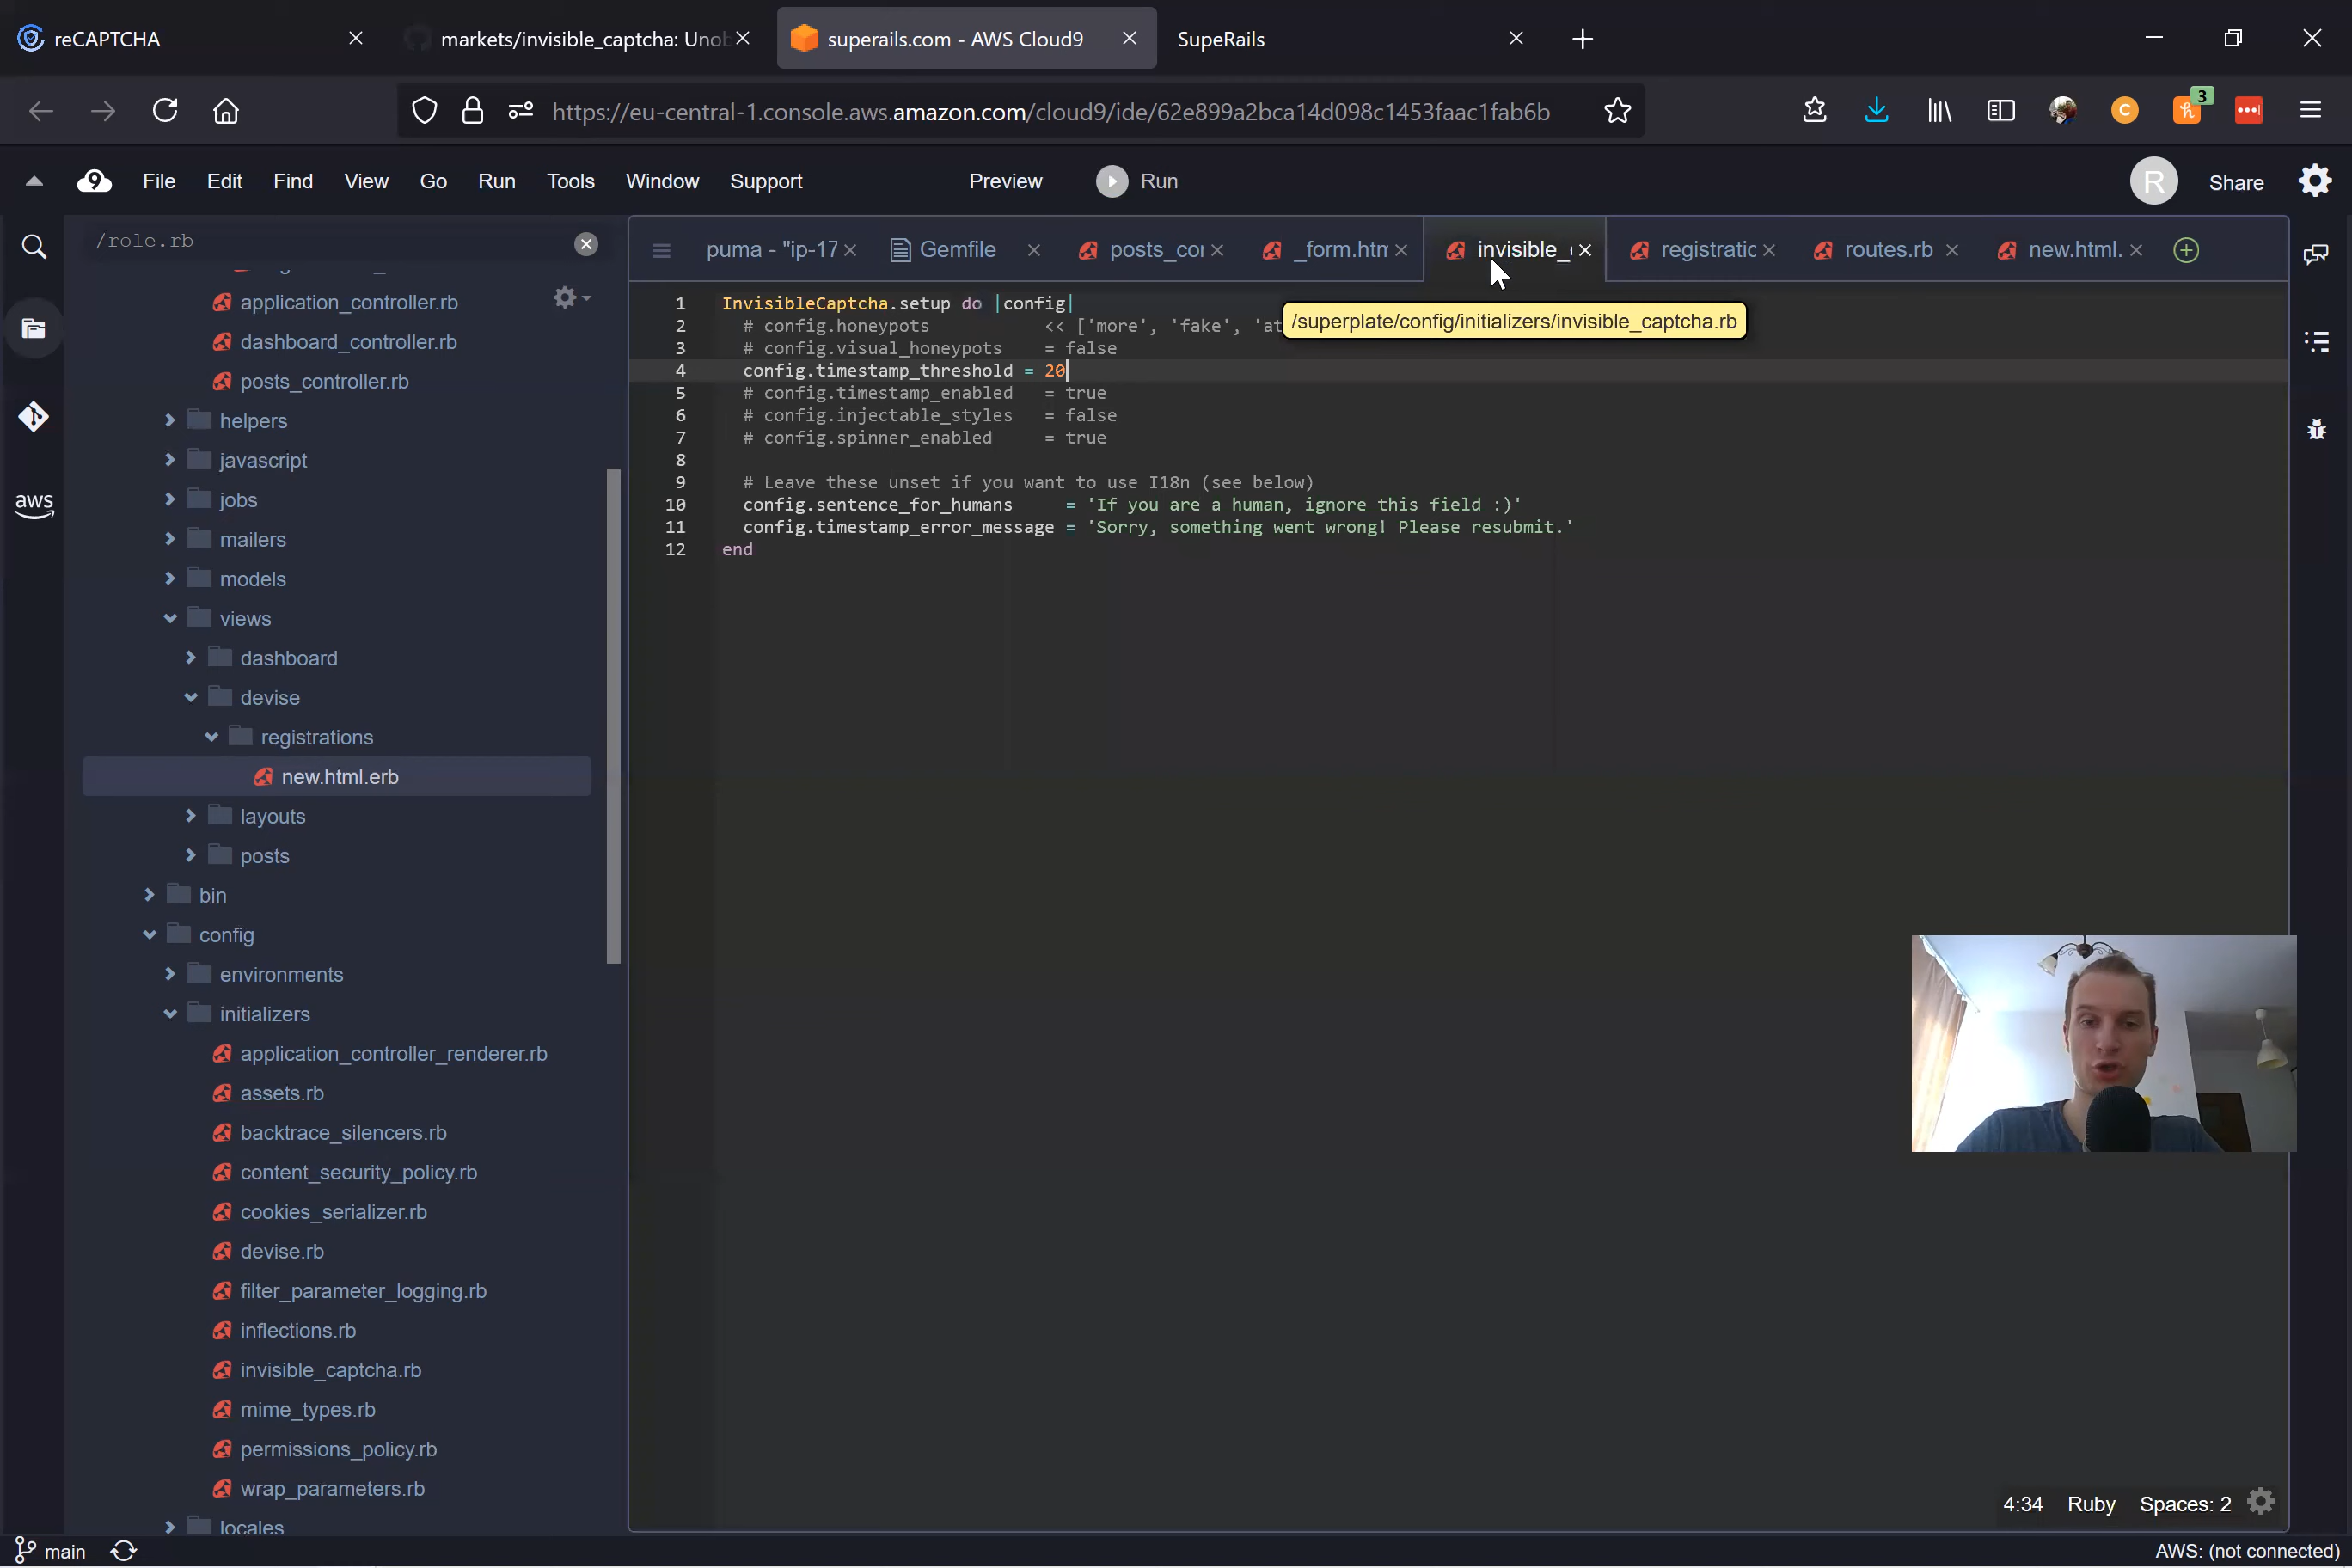 reCAPTCHA
markets/invisible_captcha: Unob
superails.com - AWS Cloud9
SupeRails
https://eu-central-1.console.aws.amazon.com/cloud9/ide/62e899a2bca14d098c1453faac1fab6b
C
3
9
File Edit Find View Go Run Tools Window Support
Preview
Run
R
Share
/role.rb
application_controller.rb
dashboard_controller.rb
posts_controller.rb
helpers
javascript
jobs
aws
mailers
models
views
dashboard
devise
registrations
new.html.erb
layouts
posts
bin
config
environments
initializers
application_controller_renderer.rb
assets.rb
backtrace_silencers.rb
content_security_policy.rb
cookies_serializer.rb
devise.rb
filter_parameter_logging.rb
inflections.rb
invisible_captcha.rb
mime_types.rb
permissions_policy.rb
wrap_parameters.rb
locales
puma - "ip-17
Gemfile
posts_cor
_form.htm
invisible_
registratic
routes.rb
new.html.
/superplate/config/initializers/invisible_captcha.rb
1 InvisibleCaptcha.setup do |config|
2 # config.honeypots << ['more', 'fake', 'at
3 # config.visual_honeypots = false
4 config.timestamp_threshold = 20
5 # config.timestamp_enabled = true
6 # config.injectable_styles = false
7 # config.spinner_enabled = true
8
9 # Leave these unset if you want to use I18n (see below)
10 config.sentence_for_humans = 'If you are a human, ignore this field :)'
11 config.timestamp_error_message = 'Sorry, something went wrong! Please resubmit.'
12 end
4:34 Ruby Spaces: 2
main
AWS: (not connected)